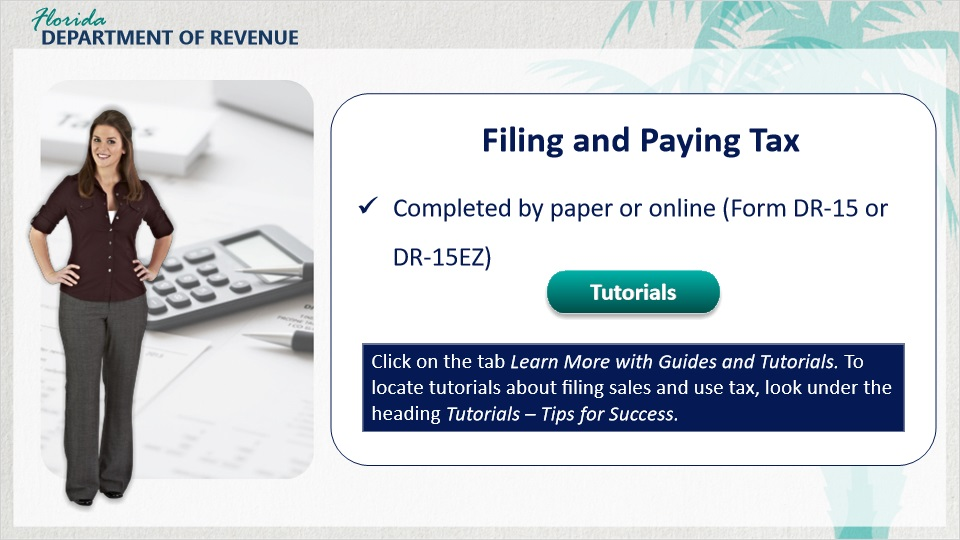 Florida
DEPARTMENT OF REVENUE
Filing and Paying Tax
✓ Completed by paper or online (Form DR-15 or
DR-15EZ)
Tutorials
Click on the tab Learn More with Guides and Tutorials. To
locate tutorials about filing sales and use tax, look under the
heading Tutorials – Tips for Success.